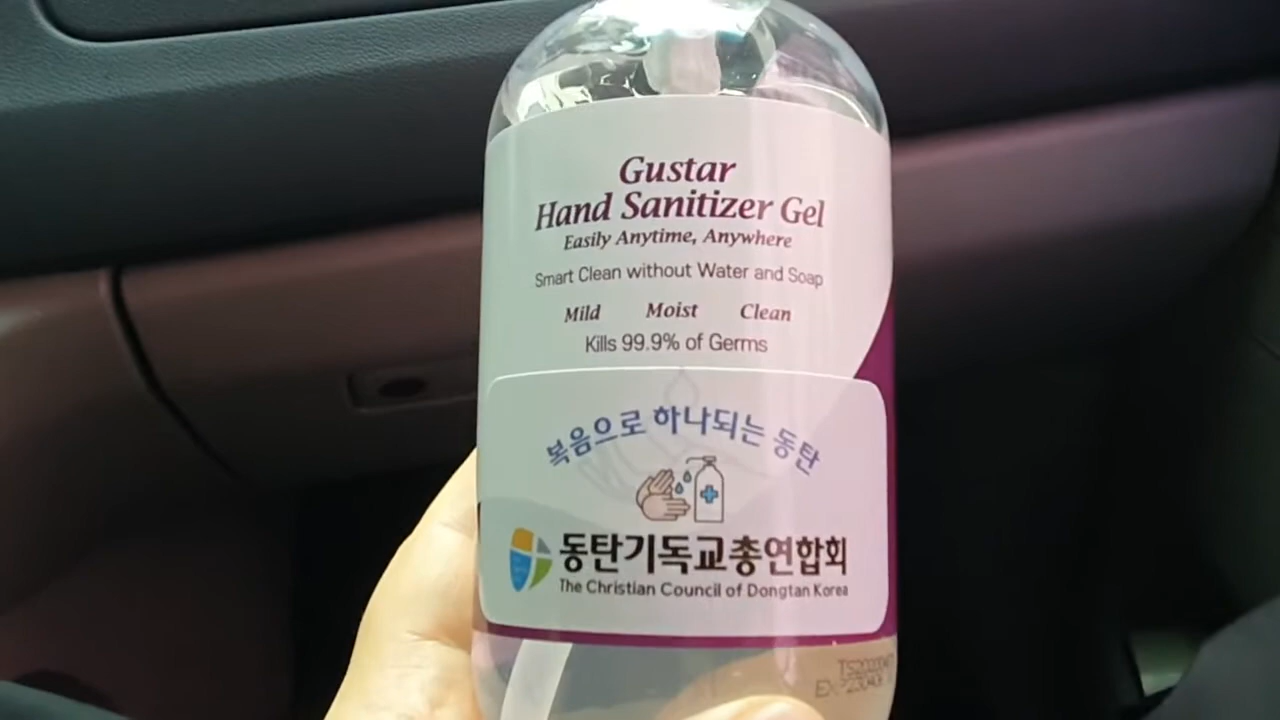 Gustar
Hand Sanitizer Gel
Easily Anytime, Anywhere
Smart Clean without Water and Soap
Mild Moist Clean
Kills 99.9% of Germs
복음으로 하나되는 동탄
동탄기독교총연합회
The Christian Council of Dongtan Korea